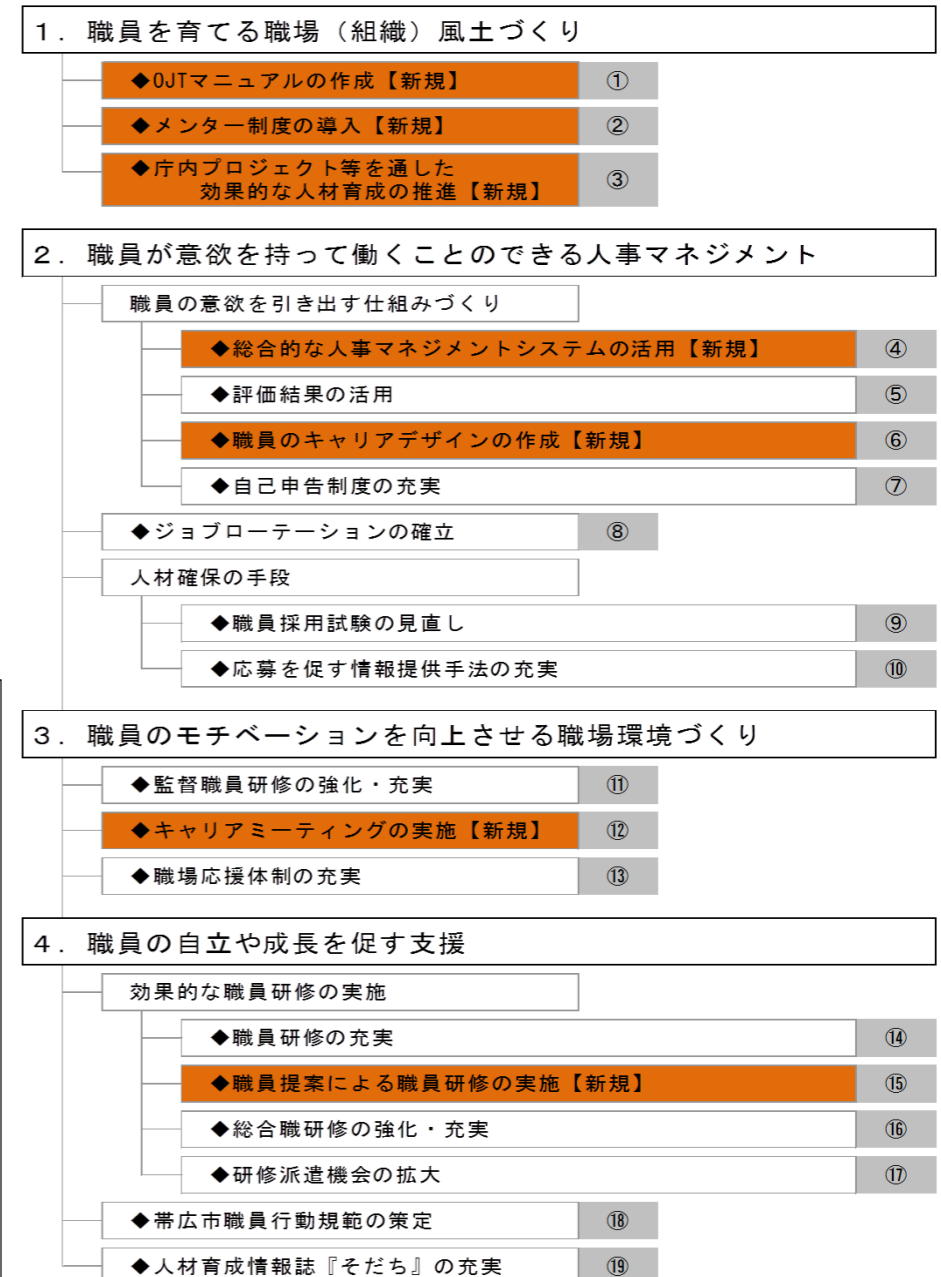 １．職員を育てる職場（組織）風土づくり
◆OJTマニュアルの作成【新規】 ①
◆メンター制度の導入【新規】 ②
◆庁内プロジェクト等を通した
効果的な人材育成の推進【新規】 ③
２．職員が意欲を持って働くことのできる人事マネジメント
職員の意欲を引き出す仕組みづくり
◆総合的な人事マネジメントシステムの活用【新規】 ④
◆評価結果の活用 ⑤
◆職員のキャリアデザインの作成【新規】 ⑥
◆自己申告制度の充実 ⑦
◆ジョブローテーションの確立 ⑧
人材確保の手段
◆職員採用試験の見直し ⑨
◆応募を促す情報提供手法の充実 ⑩
３．職員のモチベーションを向上させる職場環境づくり
◆監督職員研修の強化・充実 ⑪
◆キャリアミーティングの実施【新規】 ⑫
◆職場応援体制の充実 ⑬
４．職員の自立や成長を促す支援
効果的な職員研修の実施
◆職員研修の充実 ⑭
◆職員提案による職員研修の実施【新規】 ⑮
◆総合職研修の強化・充実 ⑯
◆研修派遣機会の拡大 ⑰
◆帯広市職員行動規範の策定 ⑱
◆人材育成情報誌『そだち』の充実 ⑲